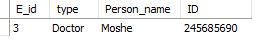 E_id type Person_name ID
3 Doctor Moshe 245685690